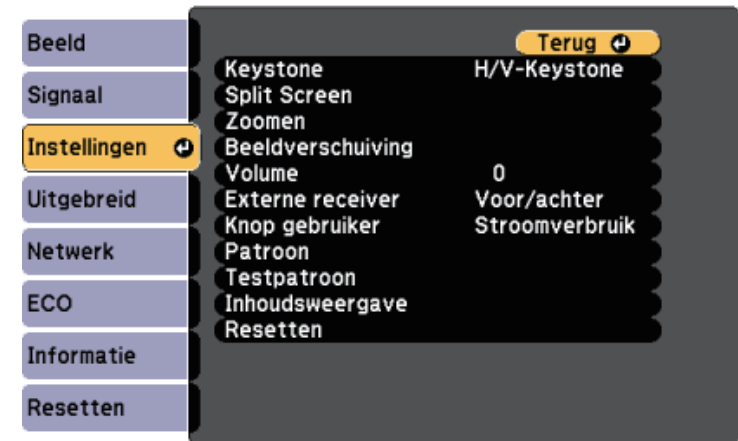 Beeld
Signaal
Instellingen
Uitgebreid
Netwerk
ECO
Informatie
Resetten
Terug
Keystone H/V-Keystone
Split Screen
Zoomen
Beeldverschuiving
Volume 0
Externe receiver Voor/achter
Knop gebruiker Stroomverbruik
Patroon
Testpatroon
Inhoudsweergave
Resetten